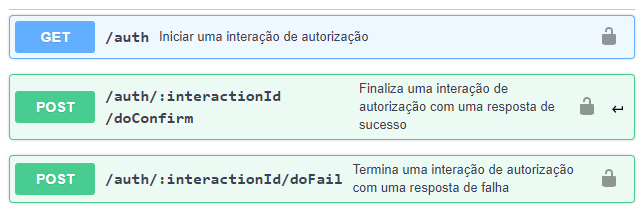 GET /auth Iniciar uma interação de autorização
POST /auth/:interactionId
/doConfirm
Finaliza uma interação de
autorização com uma resposta de
sucesso
POST /auth/:interactionId/doFail
Termina uma interação de autorização
com uma resposta de falha